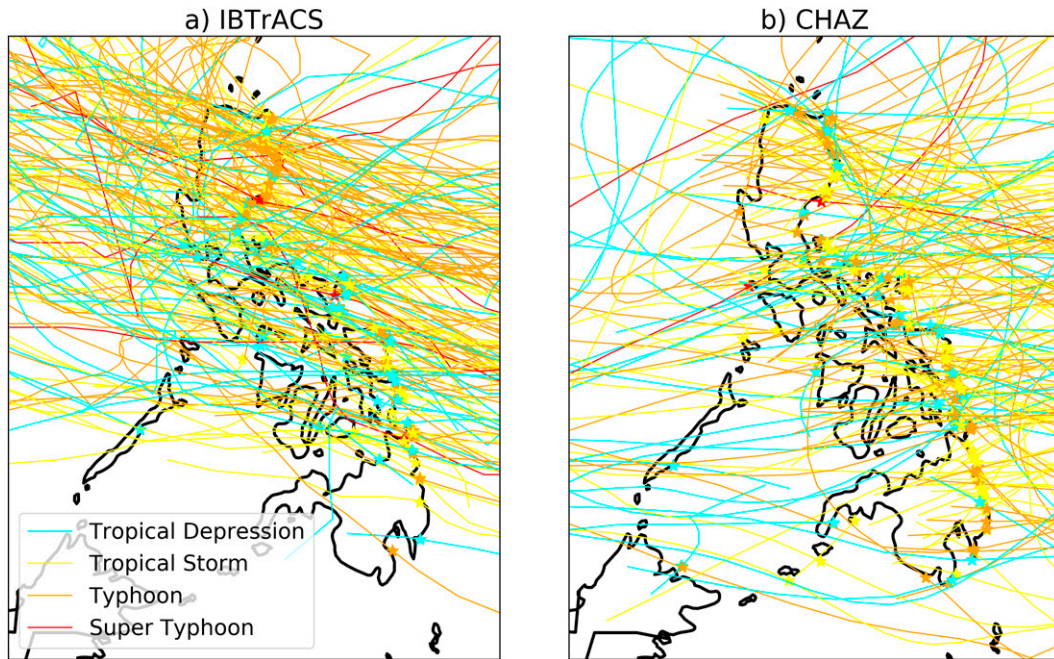 a) IBTrACS
b) CHAZ
Tropical Depression
Tropical Storm
Typhoon
Super Typhoon